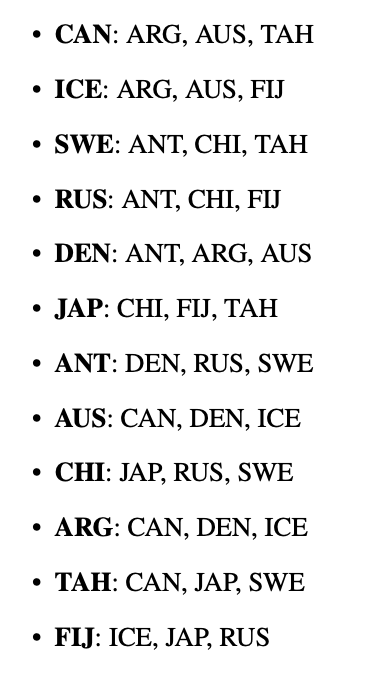 • CAN: ARG, AUS, TAH
• ICE: ARG, AUS, FIJ
• SWE: ANT, CHI, TAH
• RUS: ANT, CHI, FIJ
• DEN: ANT, ARG, AUS
• JAP: CHI, FIJ, TAH
• ANT: DEN, RUS, SWE
• AUS: CAN, DEN, ICE
• CHI: JAP, RUS, SWE
• ARG: CAN, DEN, ICE
• TAH: CAN, JAP, SWE
• FIJ: ICE, JAP, RUS